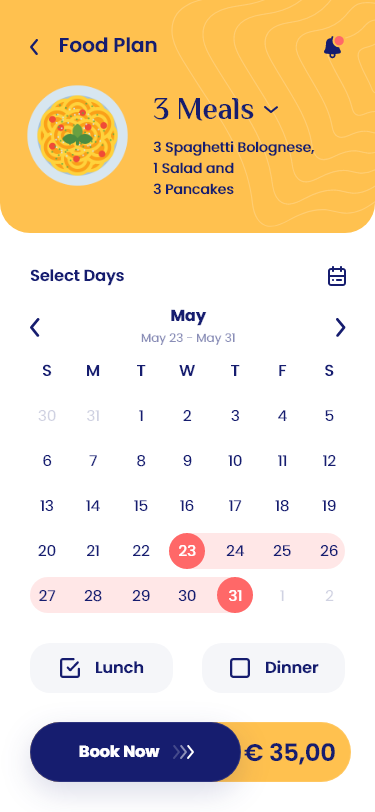 Food Plan
3 Meals
3 Spaghetti Bolognese,
1 Salad and
3 Pancakes
Select Days
May
May 23 - May 31
S M T W T F S
30 31 1 2 3 4 5
6 7 8 9 10 11 12
13 14 15 16 17 18 19
20 21 22 23 24 25 26
27 28 29 30 31 1 2
Lunch Dinner
Book Now € 35,00